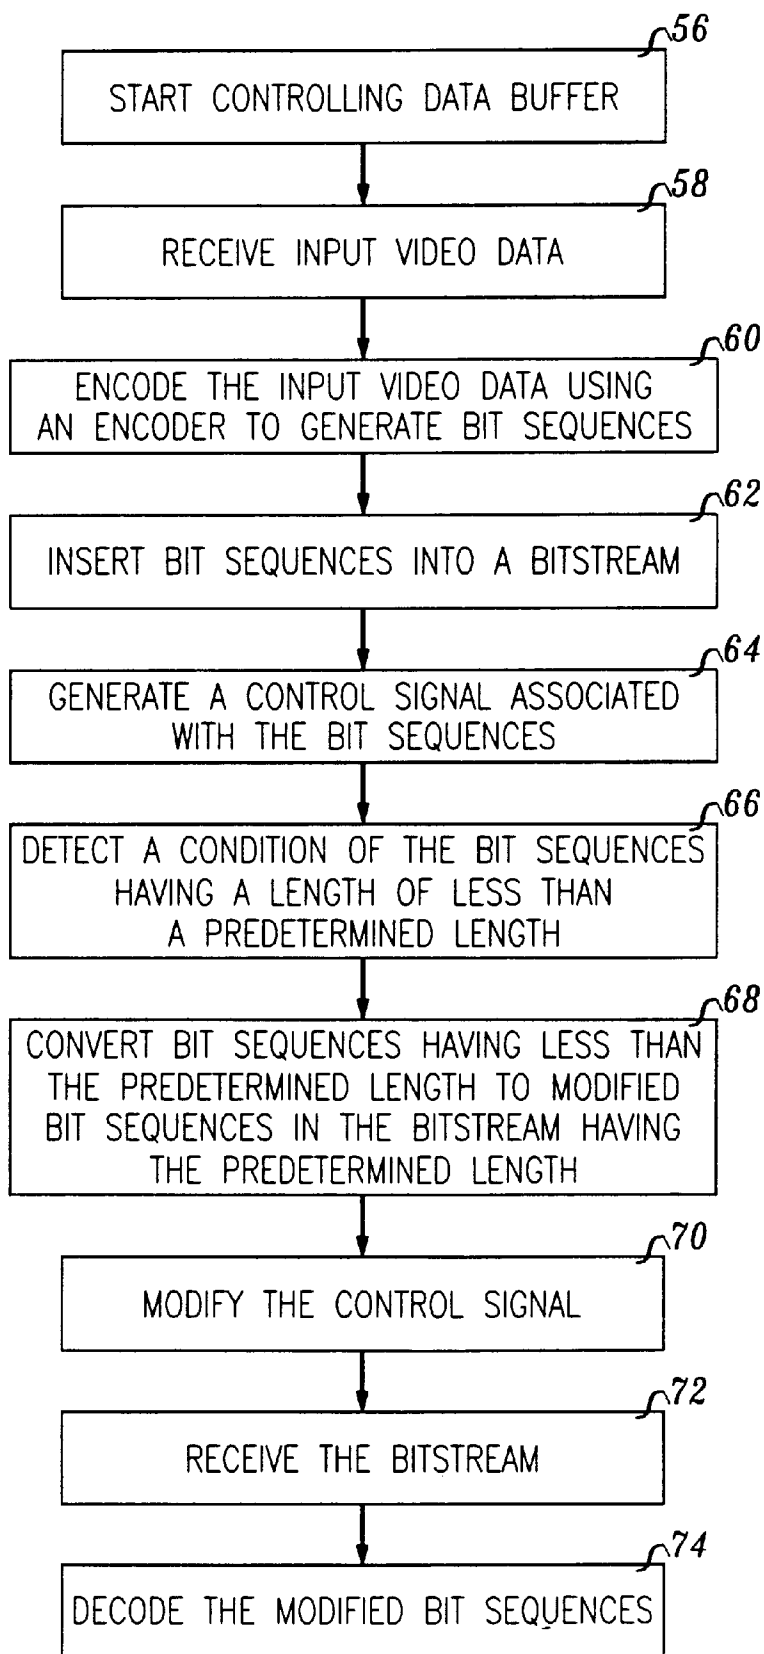 56
START CONTROLLING DATA BUFFER
58
RECEIVE INPUT VIDEO DATA
60
ENCODE THE INPUT VIDEO DATA USING
AN ENCODER TO GENERATE BIT SEQUENCES
62
INSERT BIT SEQUENCES INTO A BITSTREAM
64
GENERATE A CONTROL SIGNAL ASSOCIATED
WITH THE BIT SEQUENCES
66
DETECT A CONDITION OF THE BIT SEQUENCES
HAVING A LENGTH OF LESS THAN
A PREDETERMINED LENGTH
68
CONVERT BIT SEQUENCES HAVING LESS THAN
THE PREDETERMINED LENGTH TO MODIFIED
BIT SEQUENCES IN THE BITSTREAM HAVING
THE PREDETERMINED LENGTH
70
MODIFY THE CONTROL SIGNAL
72
RECEIVE THE BITSTREAM
74
DECODE THE MODIFIED BIT SEQUENCES